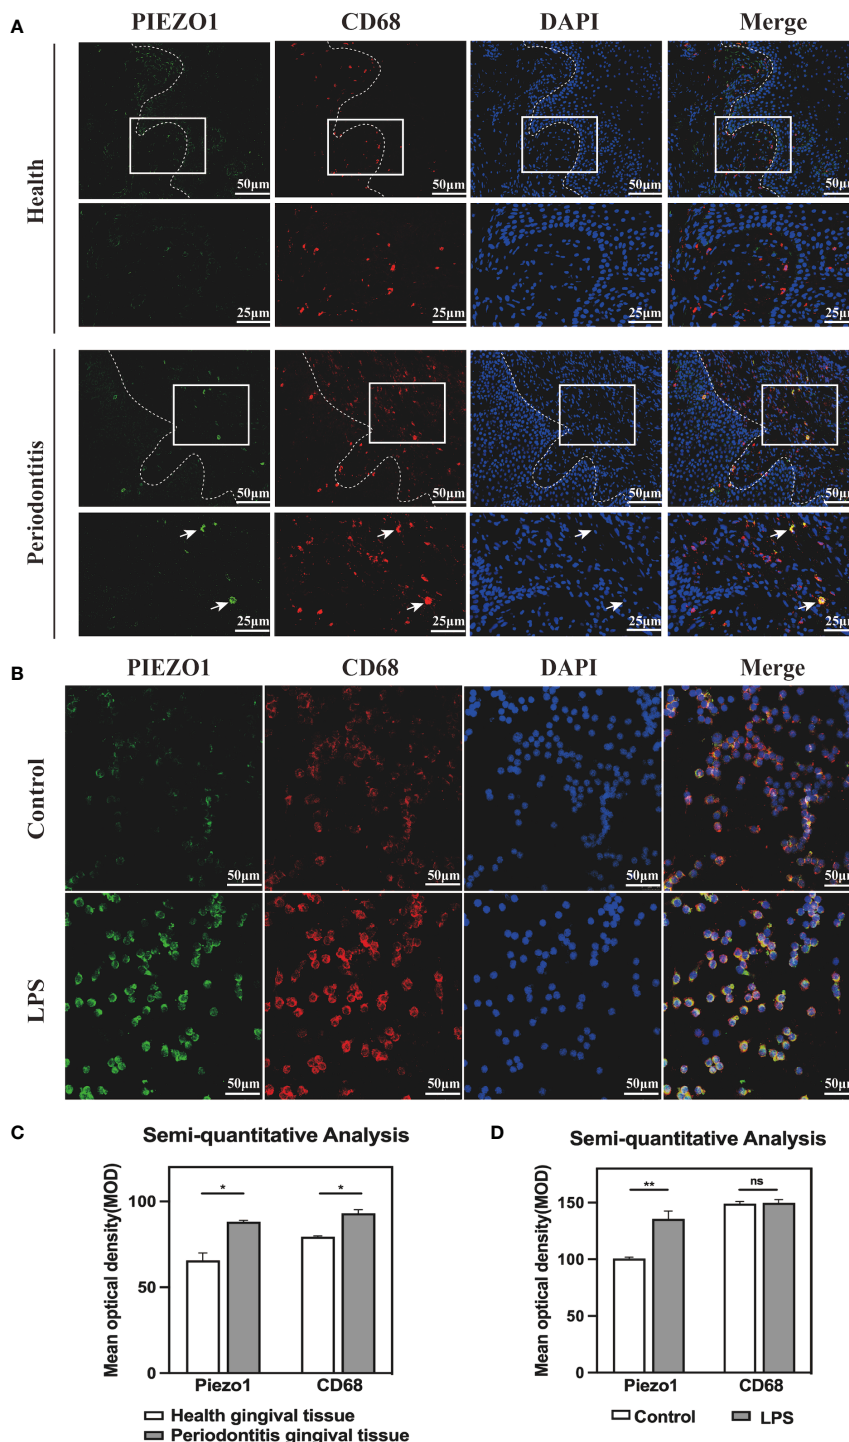 A
PIEZO1 CD68 DAPI Merge
Health
50μm 50μm 50μm 50μm
25μm 25μm 25μm 25μm
Periodontitis
50μm 50μm 50μm 50μm
25μm 25μm 25μm 25μm
B
PIEZO1 CD68 DAPI Merge
Control
50μm 50μm 50μm 50μm
LPS
50μm 50μm 50μm 50μm
C
Semi-quantitative Analysis
Mean optical density(MOD)
100
50
0
* *
Piezo1 CD68
Health gingival tissue
Periodontitis gingival tissue
D
Semi-quantitative Analysis
Mean optical density(MOD)
150
100
50
0
** ns
Piezo1 CD68
Control LPS